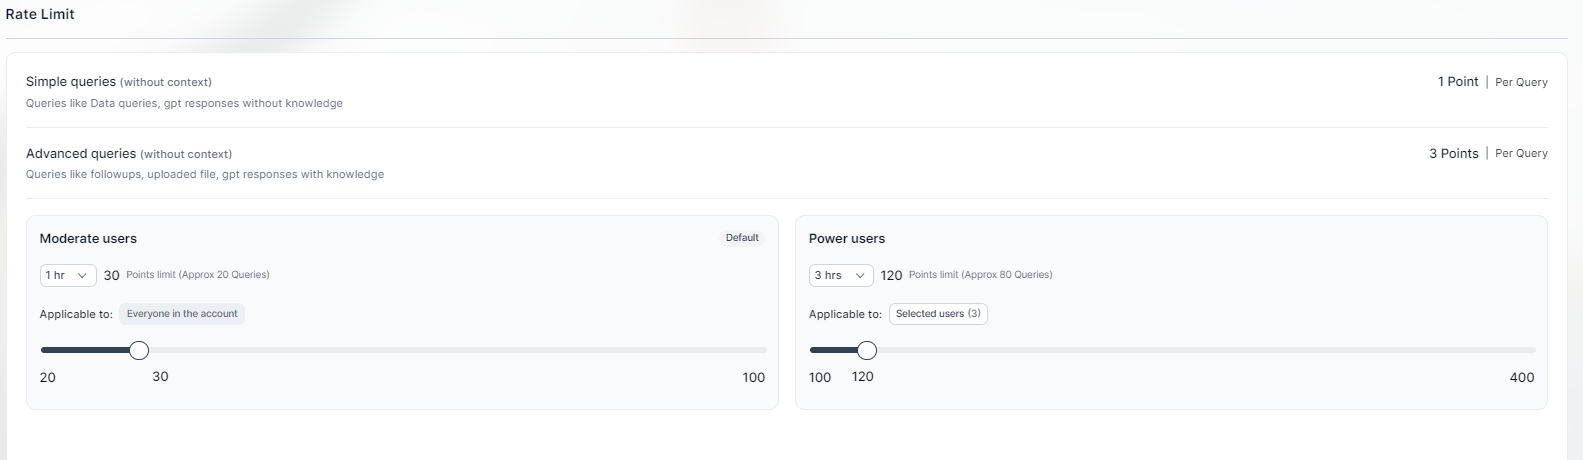 Rate Limit
Simple queries (without context)
1 Point | Per Query
Queries like Data queries, gpt responses without knowledge
Advanced queries (without context)
3 Points | Per Query
Queries like followups, uploaded file, gpt responses with knowledge
Moderate users
Default
1 hr
30 Points limit (Approx 20 Queries)
Applicable to: Everyone in the account
20 30 100
Power users
3 hrs
120 Points limit (Approx 80 Queries)
Applicable to: Selected users (3)
100 120 400